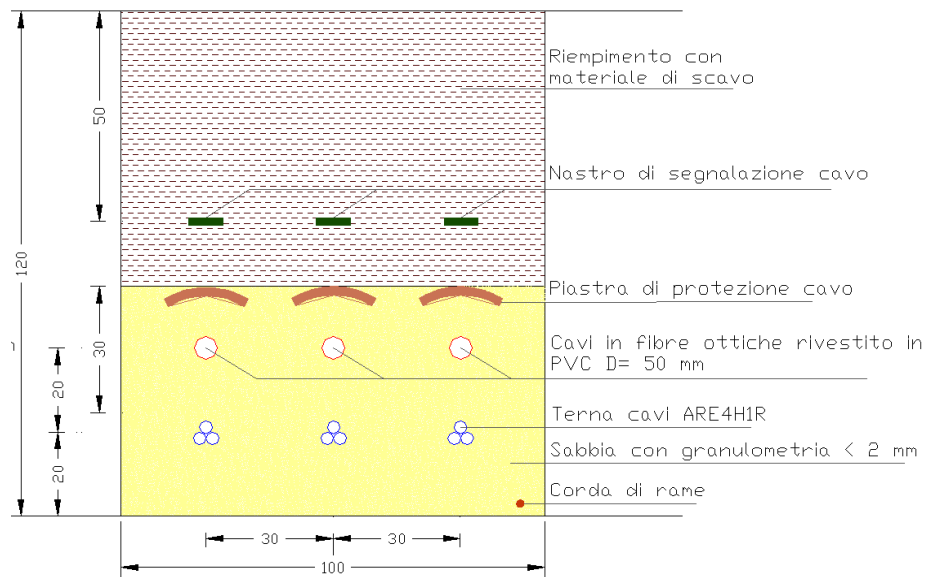 Riempimento con
materiale di scavo
50
Nastro di segnalazione cavo
120
Piastra di protezione cavo
30
Cavi in fibre ottiche rivestito in
PVC D= 50 mm
20
Terna cavi ARE4H1R
Sabbia con granulometria < 2 mm
20
Corda di rame
30
30
100